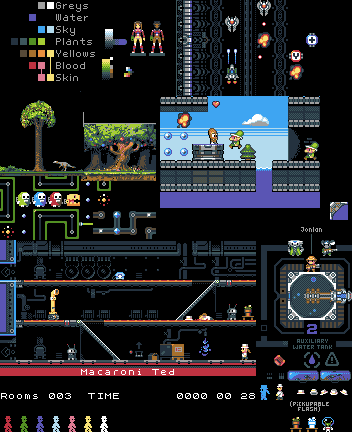 Greys
Water
Sky
Plants
Yellows
Blood
Skin
Jonlan
2
AUXILIARY
WATER TANK
Macaroni Ted
Rooms 003 TIME 0000 00 28
(PICKUPABLE
FLASH)